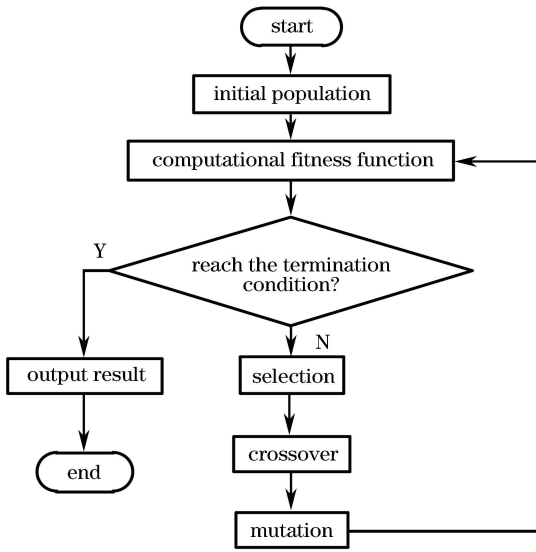 start
initial population
computational fitness function
reach the termination
condition?
Y
N
output result
selection
end
crossover
mutation